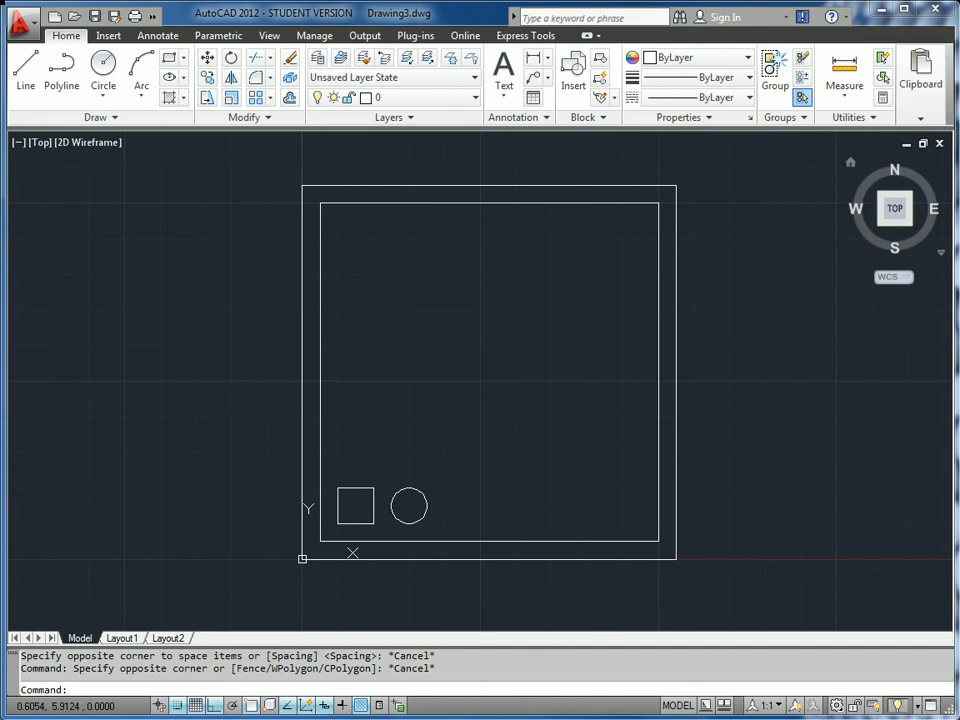 AutoCAD 2012 - STUDENT VERSION Drawing3.dwg
Type a keyword or phrase
Sign In
Home Insert Annotate Parametric View Manage Output Plug-ins Online Express Tools
Line Polyline Circle Arc
Unsaved Layer State
0
Text
Insert
ByLayer
ByLayer
ByLayer
Group
Measure
Clipboard
Draw Modify Layers Annotation Block Properties Groups Utilities
[−] [Top] [2D Wireframe]
N
W TOP E
S
WCS
Y
X
Model Layout1 Layout2
Specify opposite corner to space items or [Spacing] <Spacing>: *Cancel*
Command: Specify opposite corner or [Fence/WPolygon/CPolygon]: *Cancel*
Command:
0.6054, 5.9124, 0.0000
MODEL
1:1